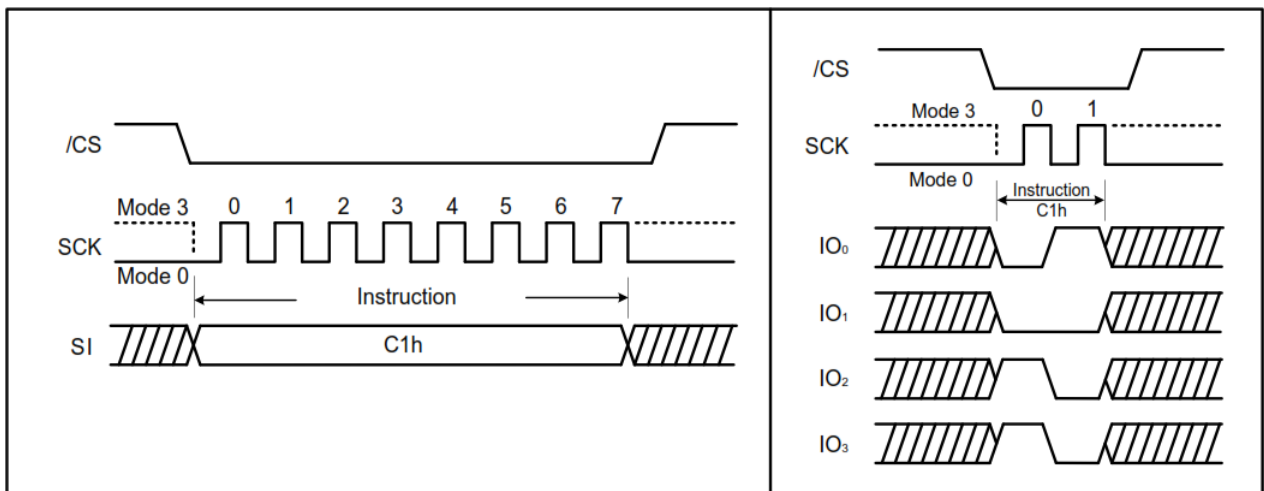 /CS
Mode 3 0 1 2 3 4 5 6 7
SCK
Mode 0
Instruction
SI C1h
/CS
Mode 3 0 1
SCK
Mode 0
Instruction
C1h
IO₀
IO₁
IO₂
IO₃